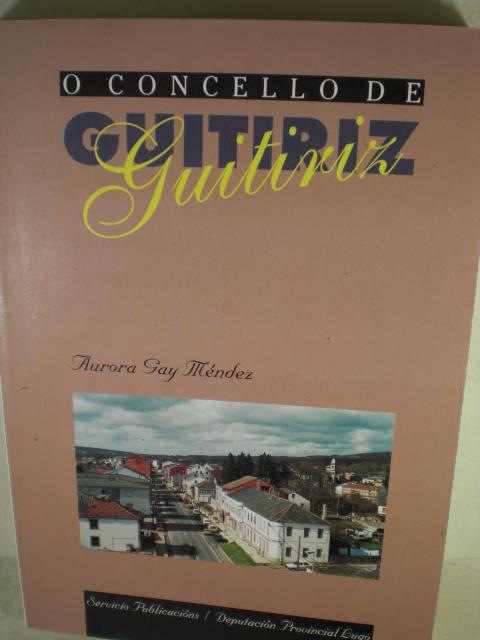 O CONCELLO DE
GUITIRIZ
Guitiriz
Aurora Gay Méndez
Servicio Publicacións / Deputación Provincial Lugo